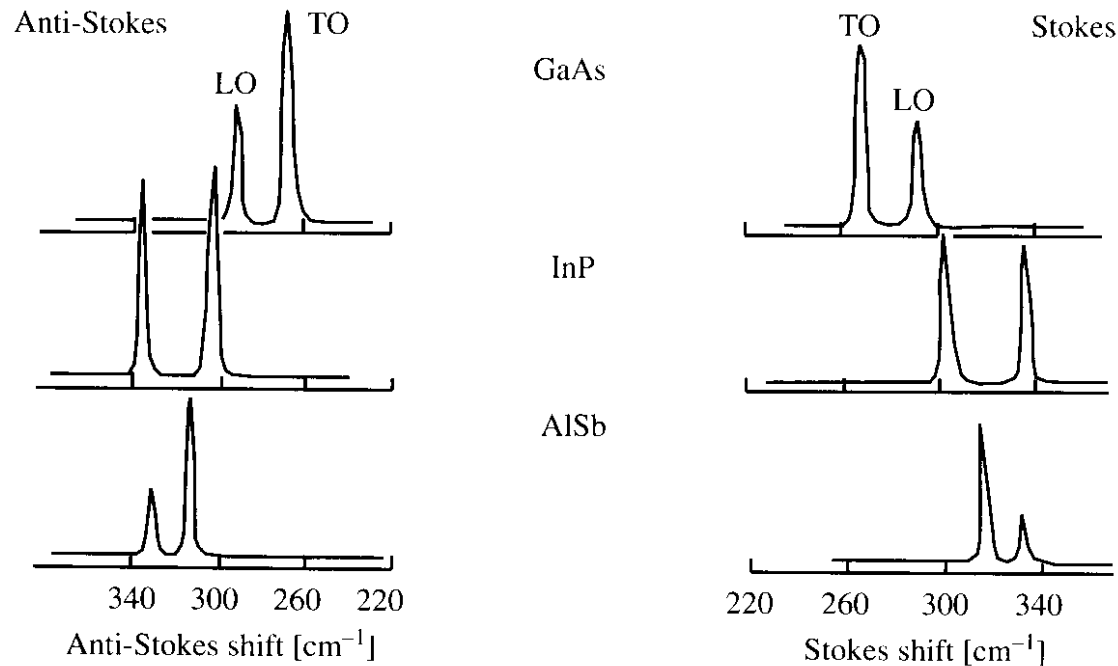 Anti-Stokes
TO
LO
GaAs
TO
LO
Stokes
InP
AlSb
340 300 260 220
Anti-Stokes shift [cm⁻¹]
220 260 300 340
Stokes shift [cm⁻¹]